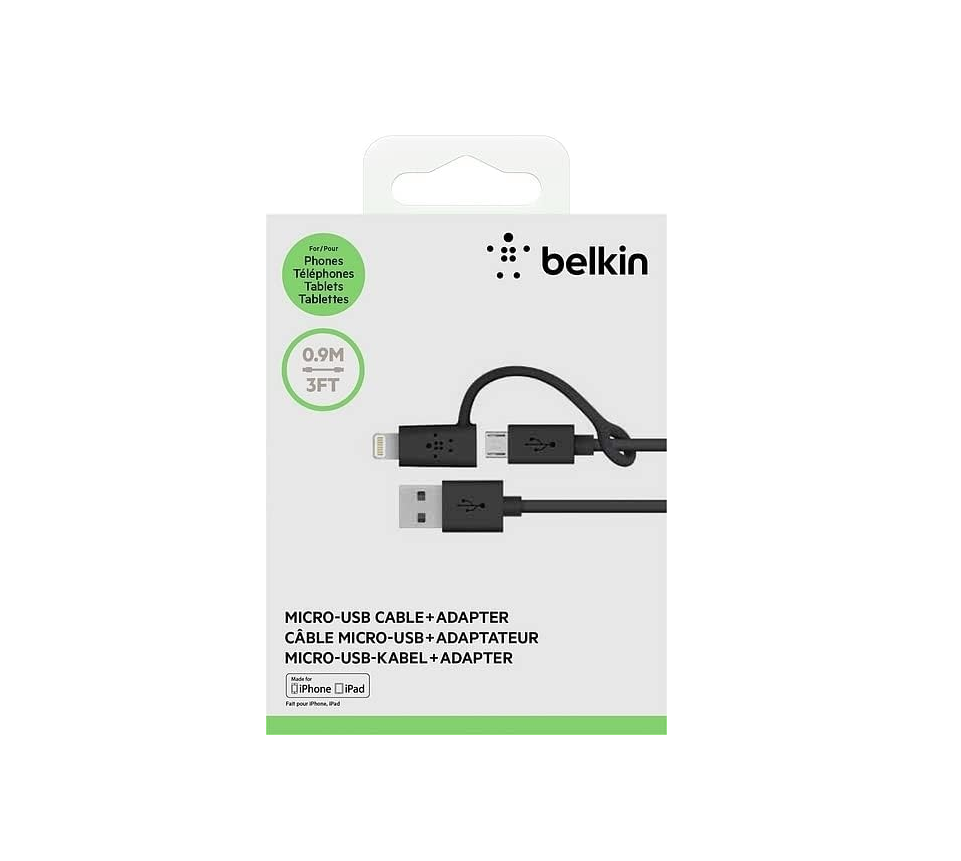 For/Pour
Phones
Téléphones
Tablets
Tablettes
belkin
0.9M
3FT
MICRO-USB CABLE+ADAPTER
CÂBLE MICRO-USB+ADAPTATEUR
MICRO-USB-KABEL+ADAPTER
Made for
iPhone iPad
Fait pour iPhone, iPad